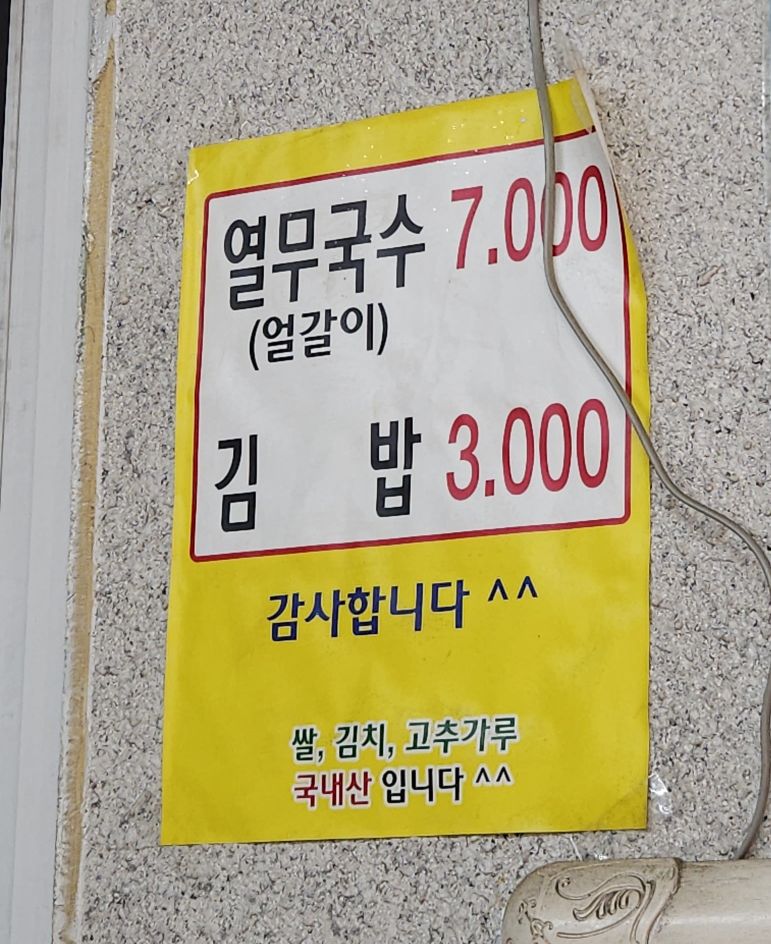 열무국수 7.000
(얼갈이)
김 밥 3.000
감사합니다 ^^
쌀, 김치, 고추가루
국내산 입니다 ^^